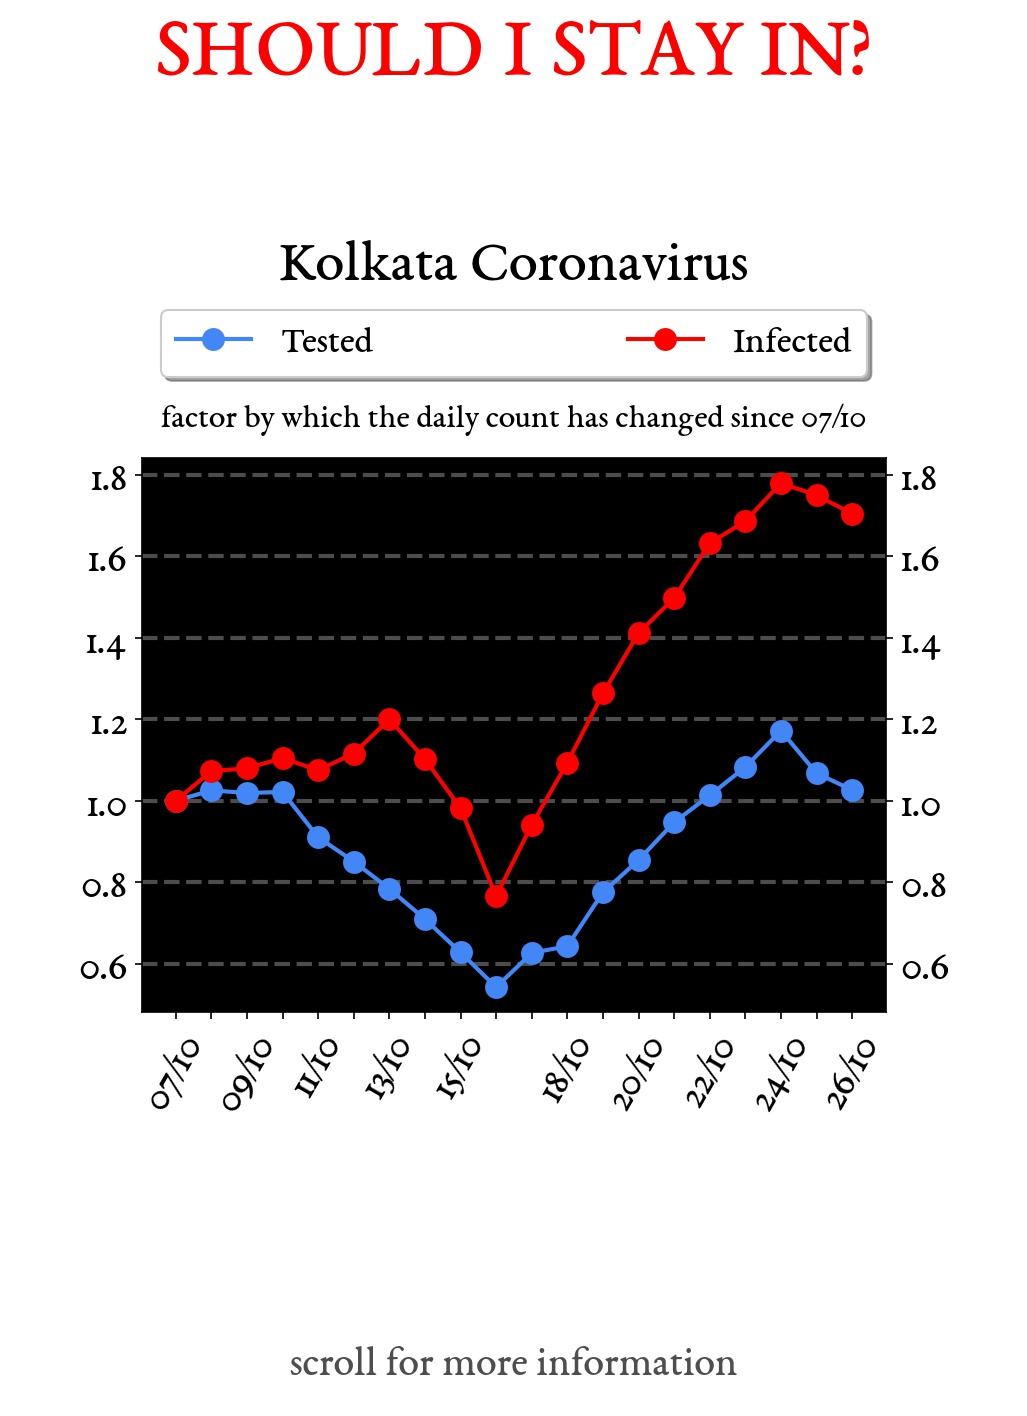 SHOULD I STAY IN?
Kolkata Coronavirus
Tested Infected
factor by which the daily count has changed since 07/10
1.8 1.8
1.6 1.6
1.4 1.4
1.2 1.2
1.0 1.0
0.8 0.8
0.6 0.6
07/10 09/10 11/10 13/10 15/10 18/10 20/10 22/10 24/10 26/10
scroll for more information